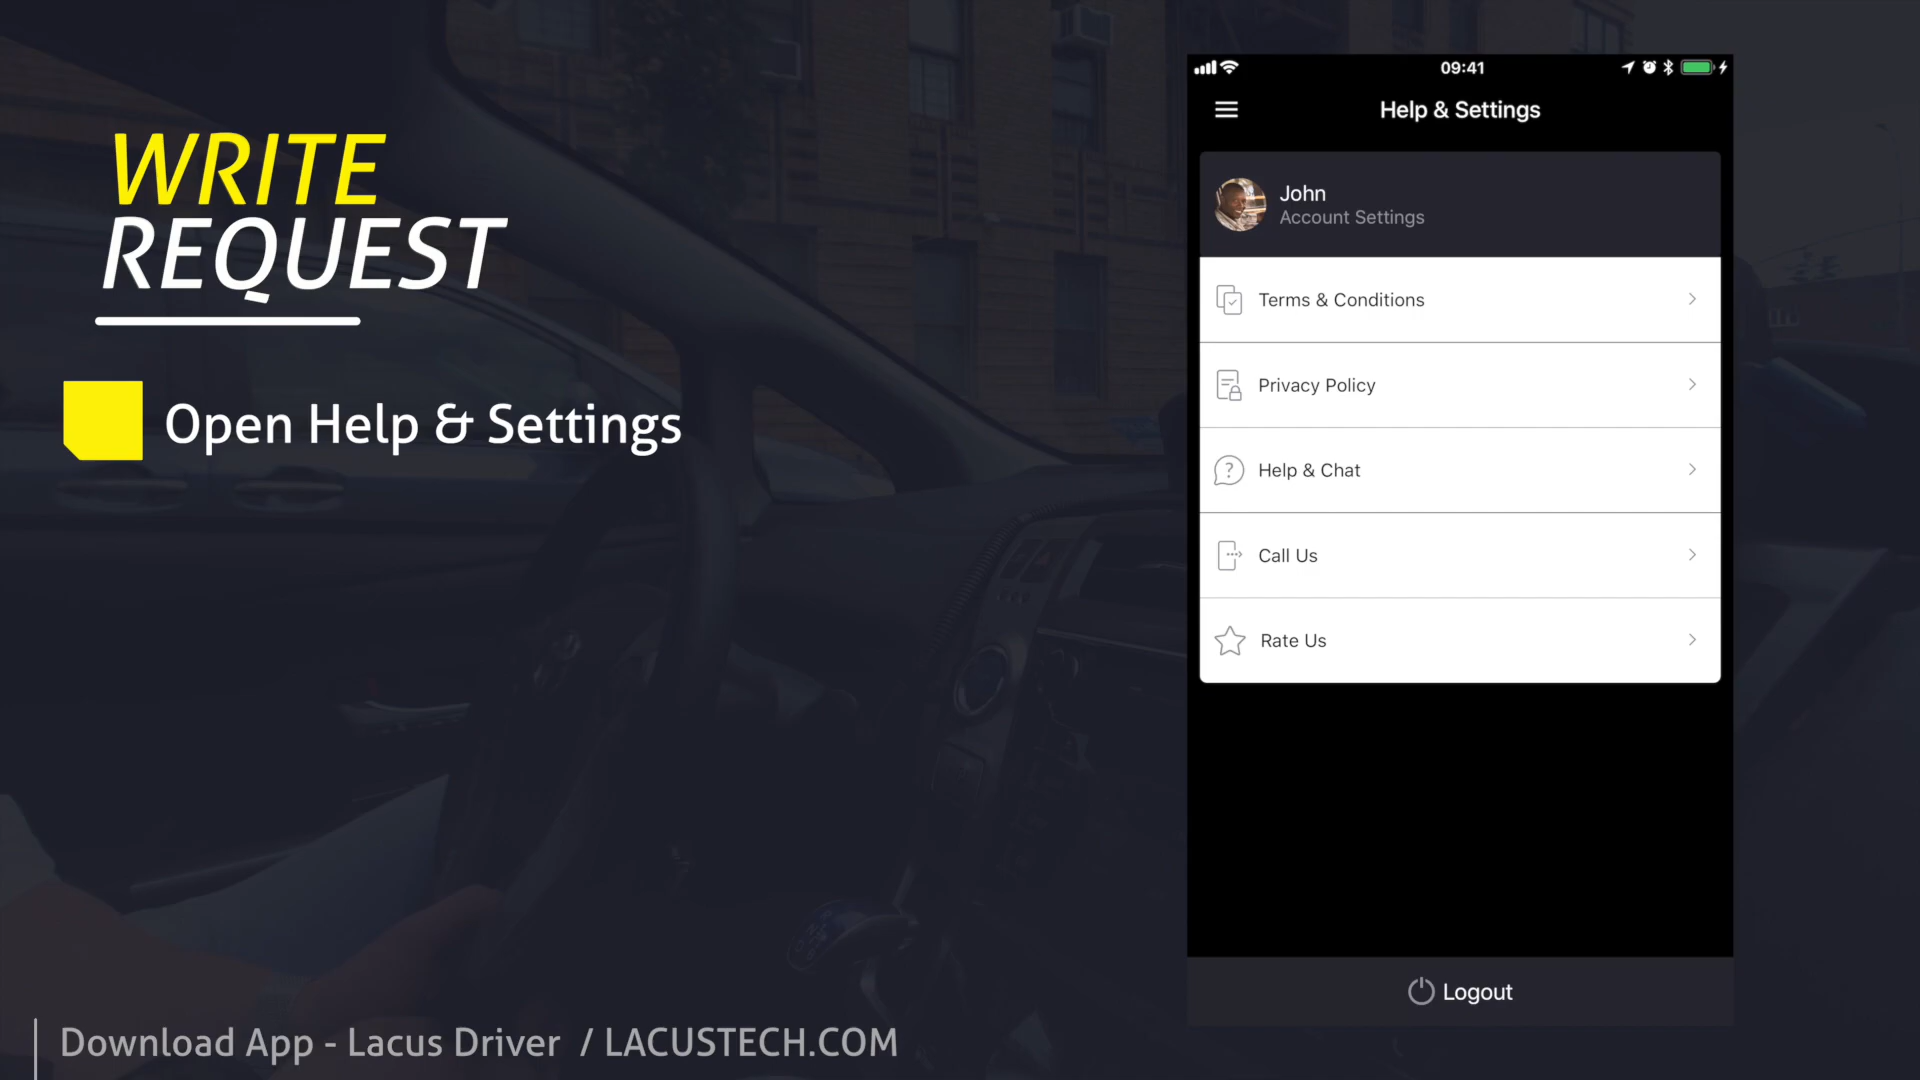 WRITE
REQUEST
Open Help & Settings
Download App - Lacus Driver / LACUSTECH.COM
09:41
Help & Settings
John
Account Settings
Terms & Conditions
Privacy Policy
Help & Chat
Call Us
Rate Us
Logout